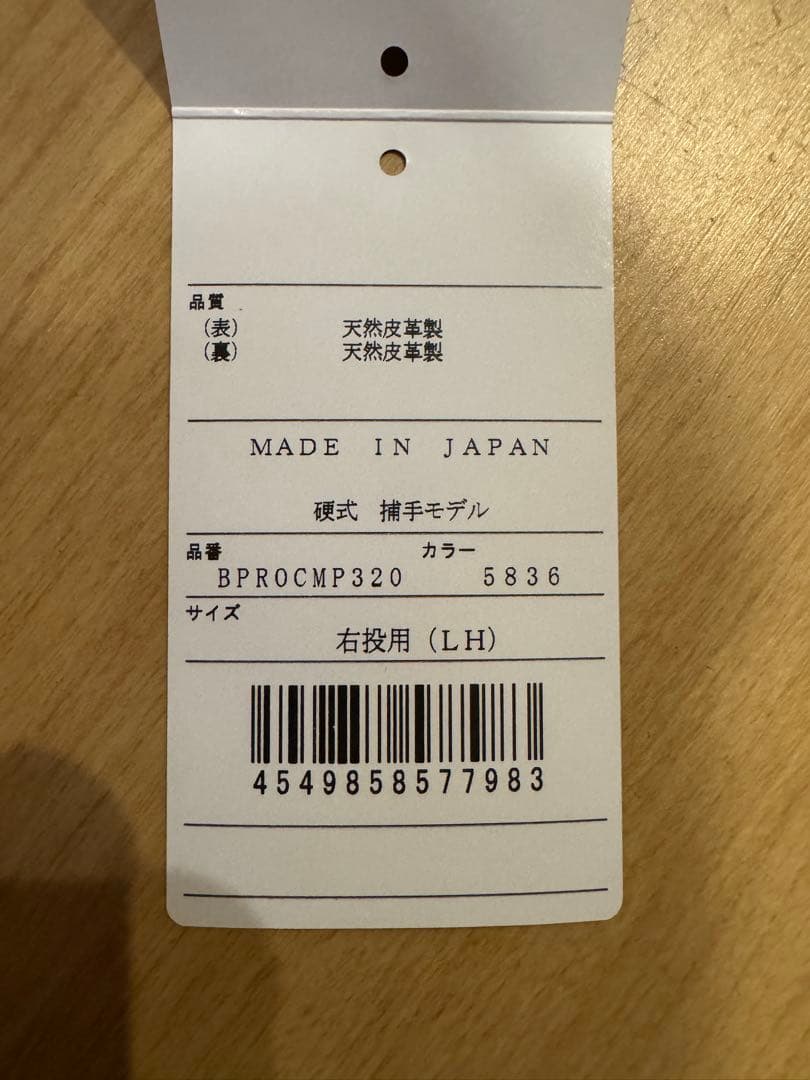 品質
（表） 天然皮革製
（裏） 天然皮革製
ＭＡＤＥ ＩＮ ＪＡＰＡＮ
硬式 捕手モデル
品番 カラー
BPROCMP320 5836
サイズ
右投用（ＬＨ）
4549858577983